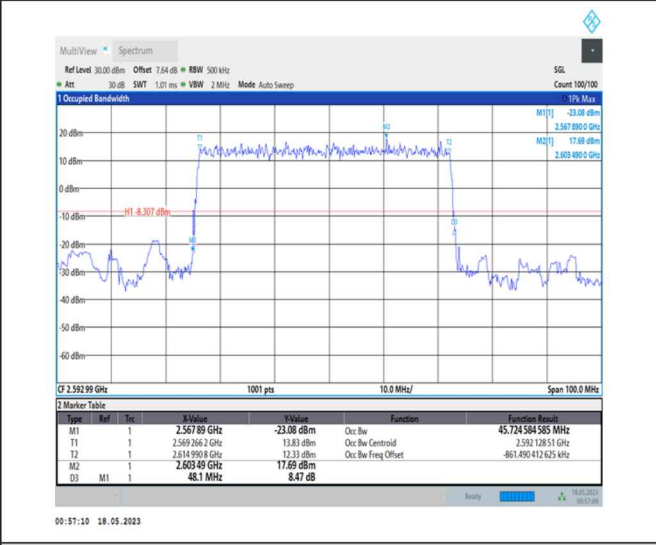 MultiView Spectrum
Ref Level 30.00 dBm Offset 7.64 dB RBW 500 kHz SGL
Att 30 dB SWT 1.01 ms VBW 2 MHz Mode Auto Sweep Count 100/100
1 Occupied Bandwidth 1Pk Max
M1[1] -23.08 dBm
2.567 890 0 GHz
M2[1] 17.69 dBm
2.603 490 0 GHz
20 dBm
M2
T1
T2
10 dBm
0 dBm
H1 -8.307 dBm
-10 dBm
D3
M1
-20 dBm
-30 dBm
-40 dBm
-50 dBm
-60 dBm
CF 2.592 99 GHz 1001 pts 10.0 MHz/ Span 100.0 MHz
2 Marker Table
Type Ref Trc X-Value Y-Value Function Function Result
M1 1 2.567 89 GHz -23.08 dBm Occ Bw 45.724 584 585 MHz
T1 1 2.569 266 2 GHz 13.83 dBm Occ Bw Centroid 2.592 128 51 GHz
T2 1 2.614 990 8 GHz 12.33 dBm Occ Bw Freq Offset -861.490 412 625 kHz
M2 1 2.603 49 GHz 17.69 dBm
D3 M1 1 48.1 MHz 8.47 dB
Ready 18.05.2023
00:57:09
00:57:10 18.05.2023